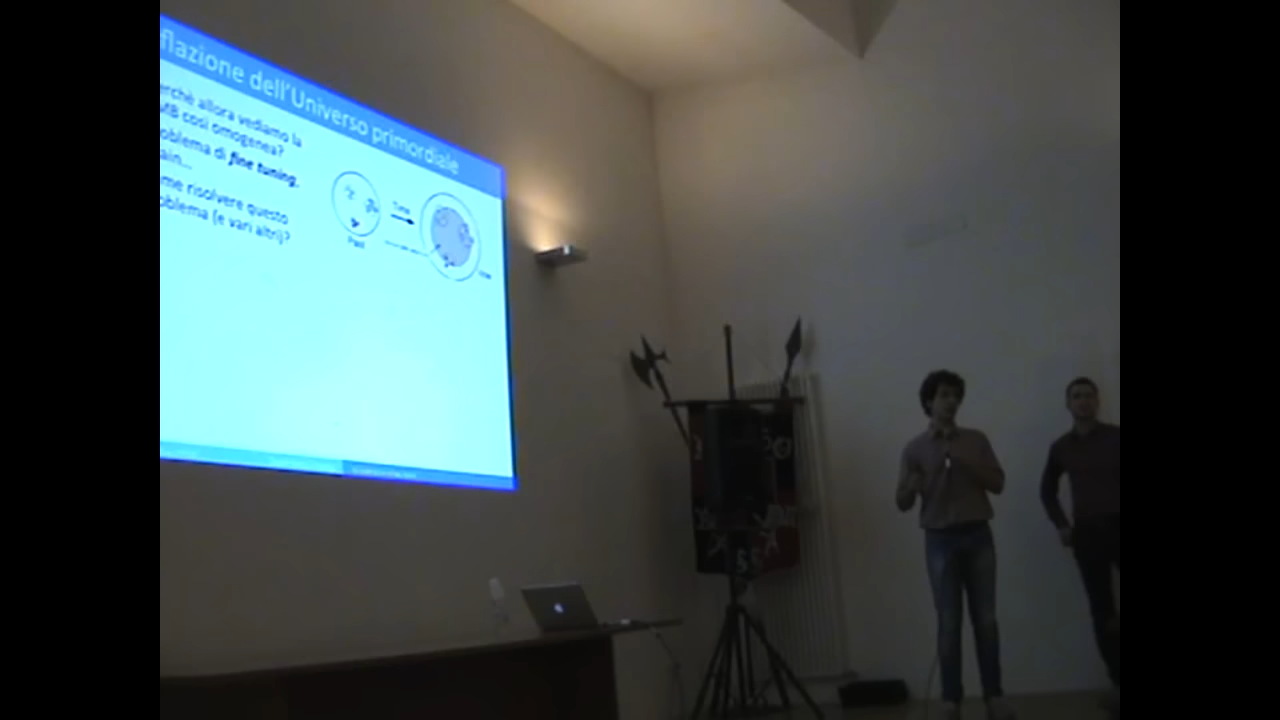 flazione dell'Universo primordiale
erchè allora vediamo la
MB così omogenea?
oblema di fine tuning,
ain...
me risolvere questo
oblema (e vari altri)?
Time
Past